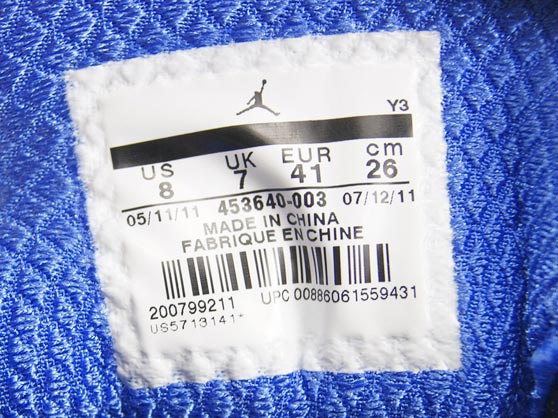 Y3
US UK EUR cm
8 7 41 26
05/11/11 453640-003 07/12/11
MADE IN CHINA
FABRIQUE EN CHINE
200799211 UPC 00886061559431
US5713141*